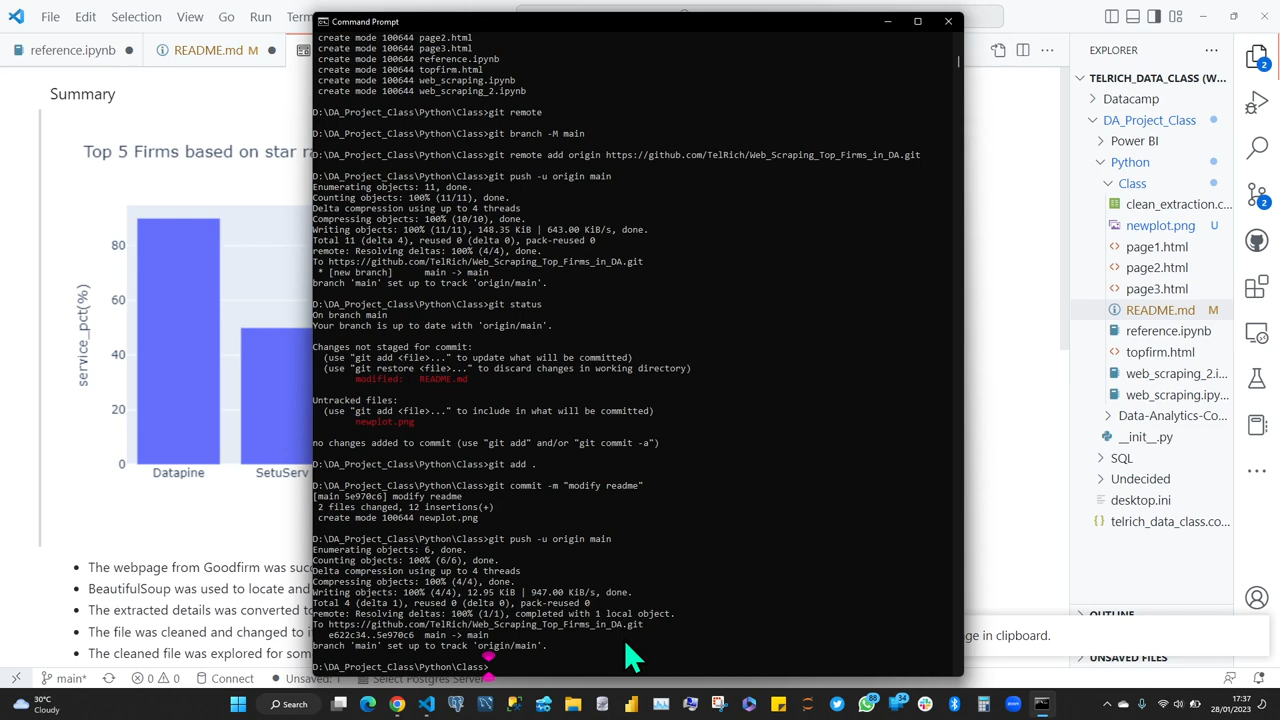 File
Edit
Selection
View
Go
Run
Command Prompt
reference.ipynb
README.md M
EXPLORER
TELRICH_DATA_CLASS (W...
Datacamp
DA_Project_Class
Power BI
Python
Class
clean_extraction.c...
newplot.png U
page1.html
page2.html
page3.html
README.md M
reference.ipynb
topfirm.html
web_scraping_2.i...
web_scraping.ipy...
Data-Analytics-Co...
__init__.py
SQL
Undecided
desktop.ini
telrich_data_class.co...
OUTLINE
UNSAVED FILES
Summary
Top 5 Firms based on star r
service_pct(%)
80
60
40
20
0
Datapine
SetuServ
The webpage from Goodfirm was suc
BeautifulSoup was used to locate and
The extracted details was converted to
The file was cleaned and changed to i
The cleaned file was explored for som
create mode 100644 page2.html
create mode 100644 page3.html
create mode 100644 reference.ipynb
create mode 100644 topfirm.html
create mode 100644 web_scraping.ipynb
create mode 100644 web_scraping_2.ipynb
D:\DA_Project_Class\Python\Class>git remote
D:\DA_Project_Class\Python\Class>git branch -M main
D:\DA_Project_Class\Python\Class>git remote add origin https://github.com/TelRich/Web_Scraping_Top_Firms_in_DA.git
D:\DA_Project_Class\Python\Class>git push -u origin main
Enumerating objects: 11, done.
Counting objects: 100% (11/11), done.
Delta compression using up to 4 threads
Compressing objects: 100% (10/10), done.
Writing objects: 100% (11/11), 148.35 KiB | 643.00 KiB/s, done.
Total 11 (delta 4), reused 0 (delta 0), pack-reused 0
remote: Resolving deltas: 100% (4/4), done.
To https://github.com/TelRich/Web_Scraping_Top_Firms_in_DA.git
* [new branch] main -> main
branch 'main' set up to track 'origin/main'.
D:\DA_Project_Class\Python\Class>git status
On branch main
Your branch is up to date with 'origin/main'.
Changes not staged for commit:
(use "git add <file>..." to update what will be committed)
(use "git restore <file>..." to discard changes in working directory)
modified: README.md
Untracked files:
(use "git add <file>..." to include in what will be committed)
newplot.png
no changes added to commit (use "git add" and/or "git commit -a")
D:\DA_Project_Class\Python\Class>git add .
D:\DA_Project_Class\Python\Class>git commit -m "modify readme"
[main 5e970c6] modify readme
2 files changed, 12 insertions(+)
create mode 100644 newplot.png
D:\DA_Project_Class\Python\Class>git push -u origin main
Enumerating objects: 6, done.
Counting objects: 100% (6/6), done.
Delta compression using up to 4 threads
Compressing objects: 100% (4/4), done.
Writing objects: 100% (4/4), 12.95 KiB | 947.00 KiB/s, done.
Total 4 (delta 1), reused 0 (delta 0), pack-reused 0
remote: Resolving deltas: 100% (1/1), completed with 1 local object.
To https://github.com/TelRich/Web_Scraping_Top_Firms_in_DA.git
e622c34..5e970c6 main -> main
branch 'main' set up to track 'origin/main'.
D:\DA_Project_Class\Python\Class>
ge in clipboard.
main*
0
0
Connect
Unsaved: 1
Select Postgres Server
30°C
Cloudy
Search
88
34
17:37
28/01/2023
2
2